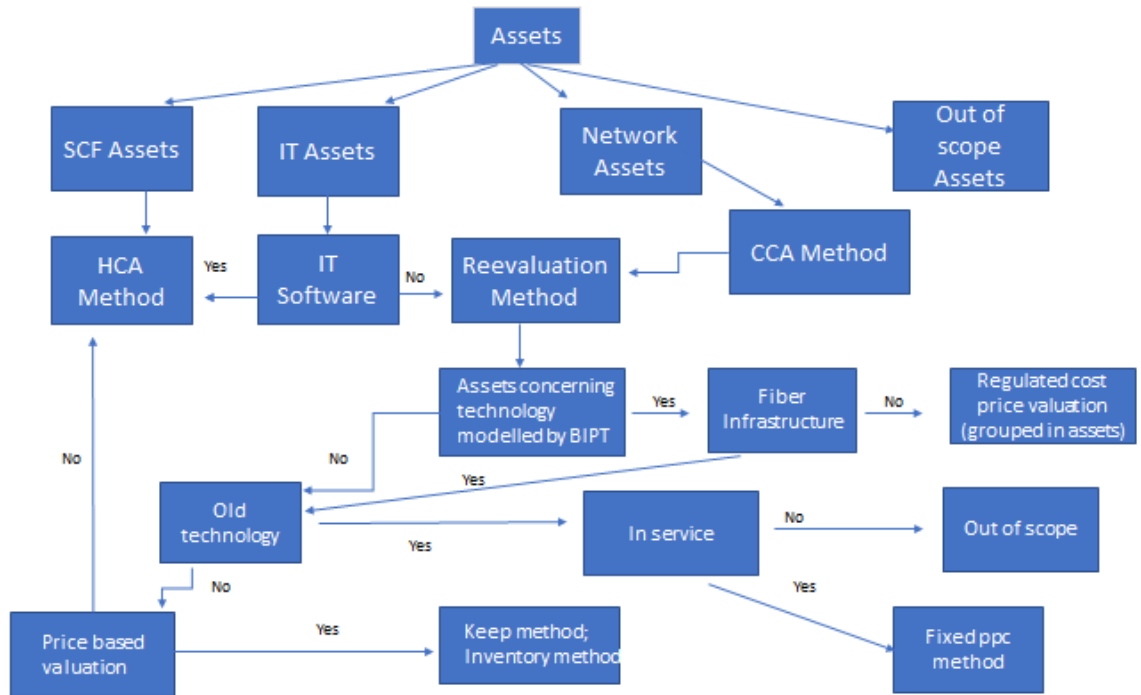 Assets
SCF Assets
IT Assets
Network
Assets
Out of
scope
Assets
HCA
Method
Yes
IT
Software
No
Reevaluation
Method
CCA Method
Assets concerning
technology
modelled by BIPT
Yes
Fiber
Infrastructure
No
Regulated cost
price valuation
(grouped in assets)
No
No
Yes
Old
technology
Yes
In service
No
Out of scope
No
Yes
Price based
valuation
Yes
Keep method;
Inventory method
Fixed ppc
method